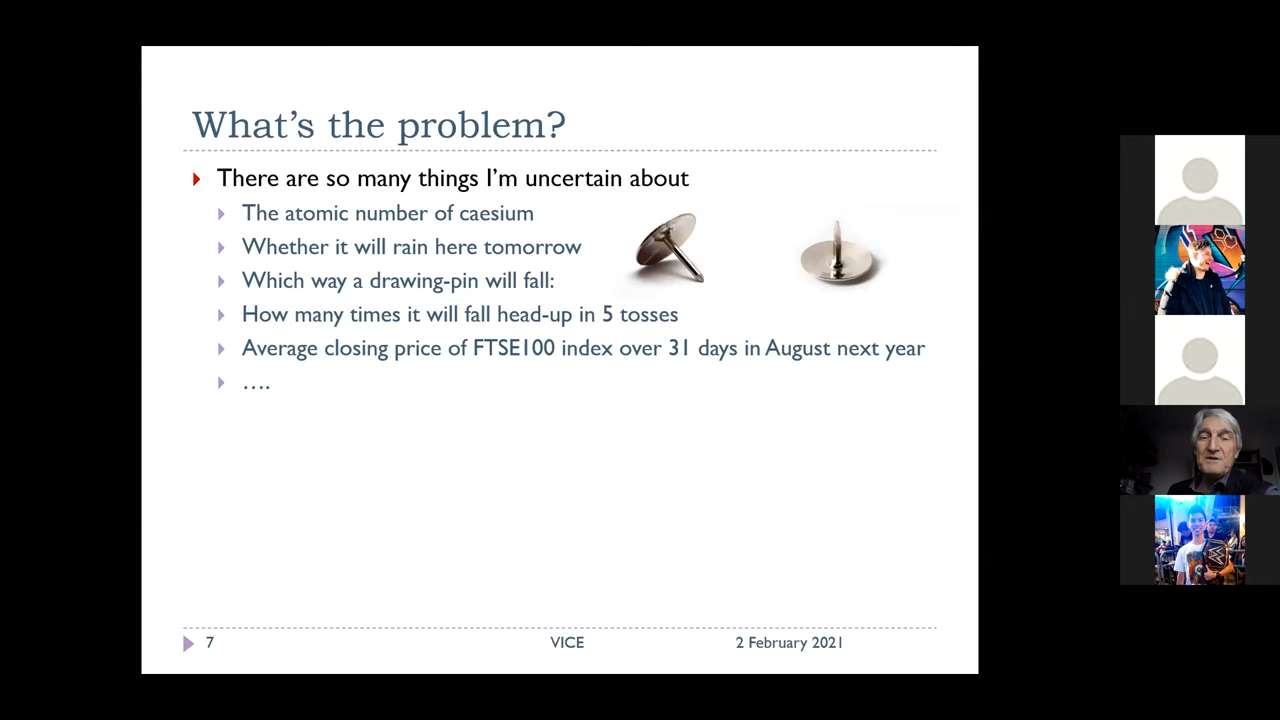 What's the problem?
There are so many things I'm uncertain about
The atomic number of caesium
Whether it will rain here tomorrow
Which way a drawing-pin will fall:
How many times it will fall head-up in 5 tosses
Average closing price of FTSE100 index over 31 days in August next year
....
7 VICE 2 February 2021